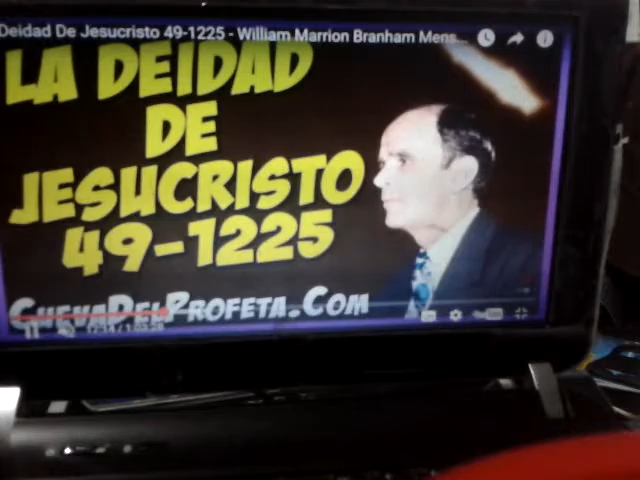 Deidad De Jesucristo 49-1225 - William Marrion Branham Mens...
LA DEIDAD
DE
JESUCRISTO
49-1225
CuevaDelProfeta.Com